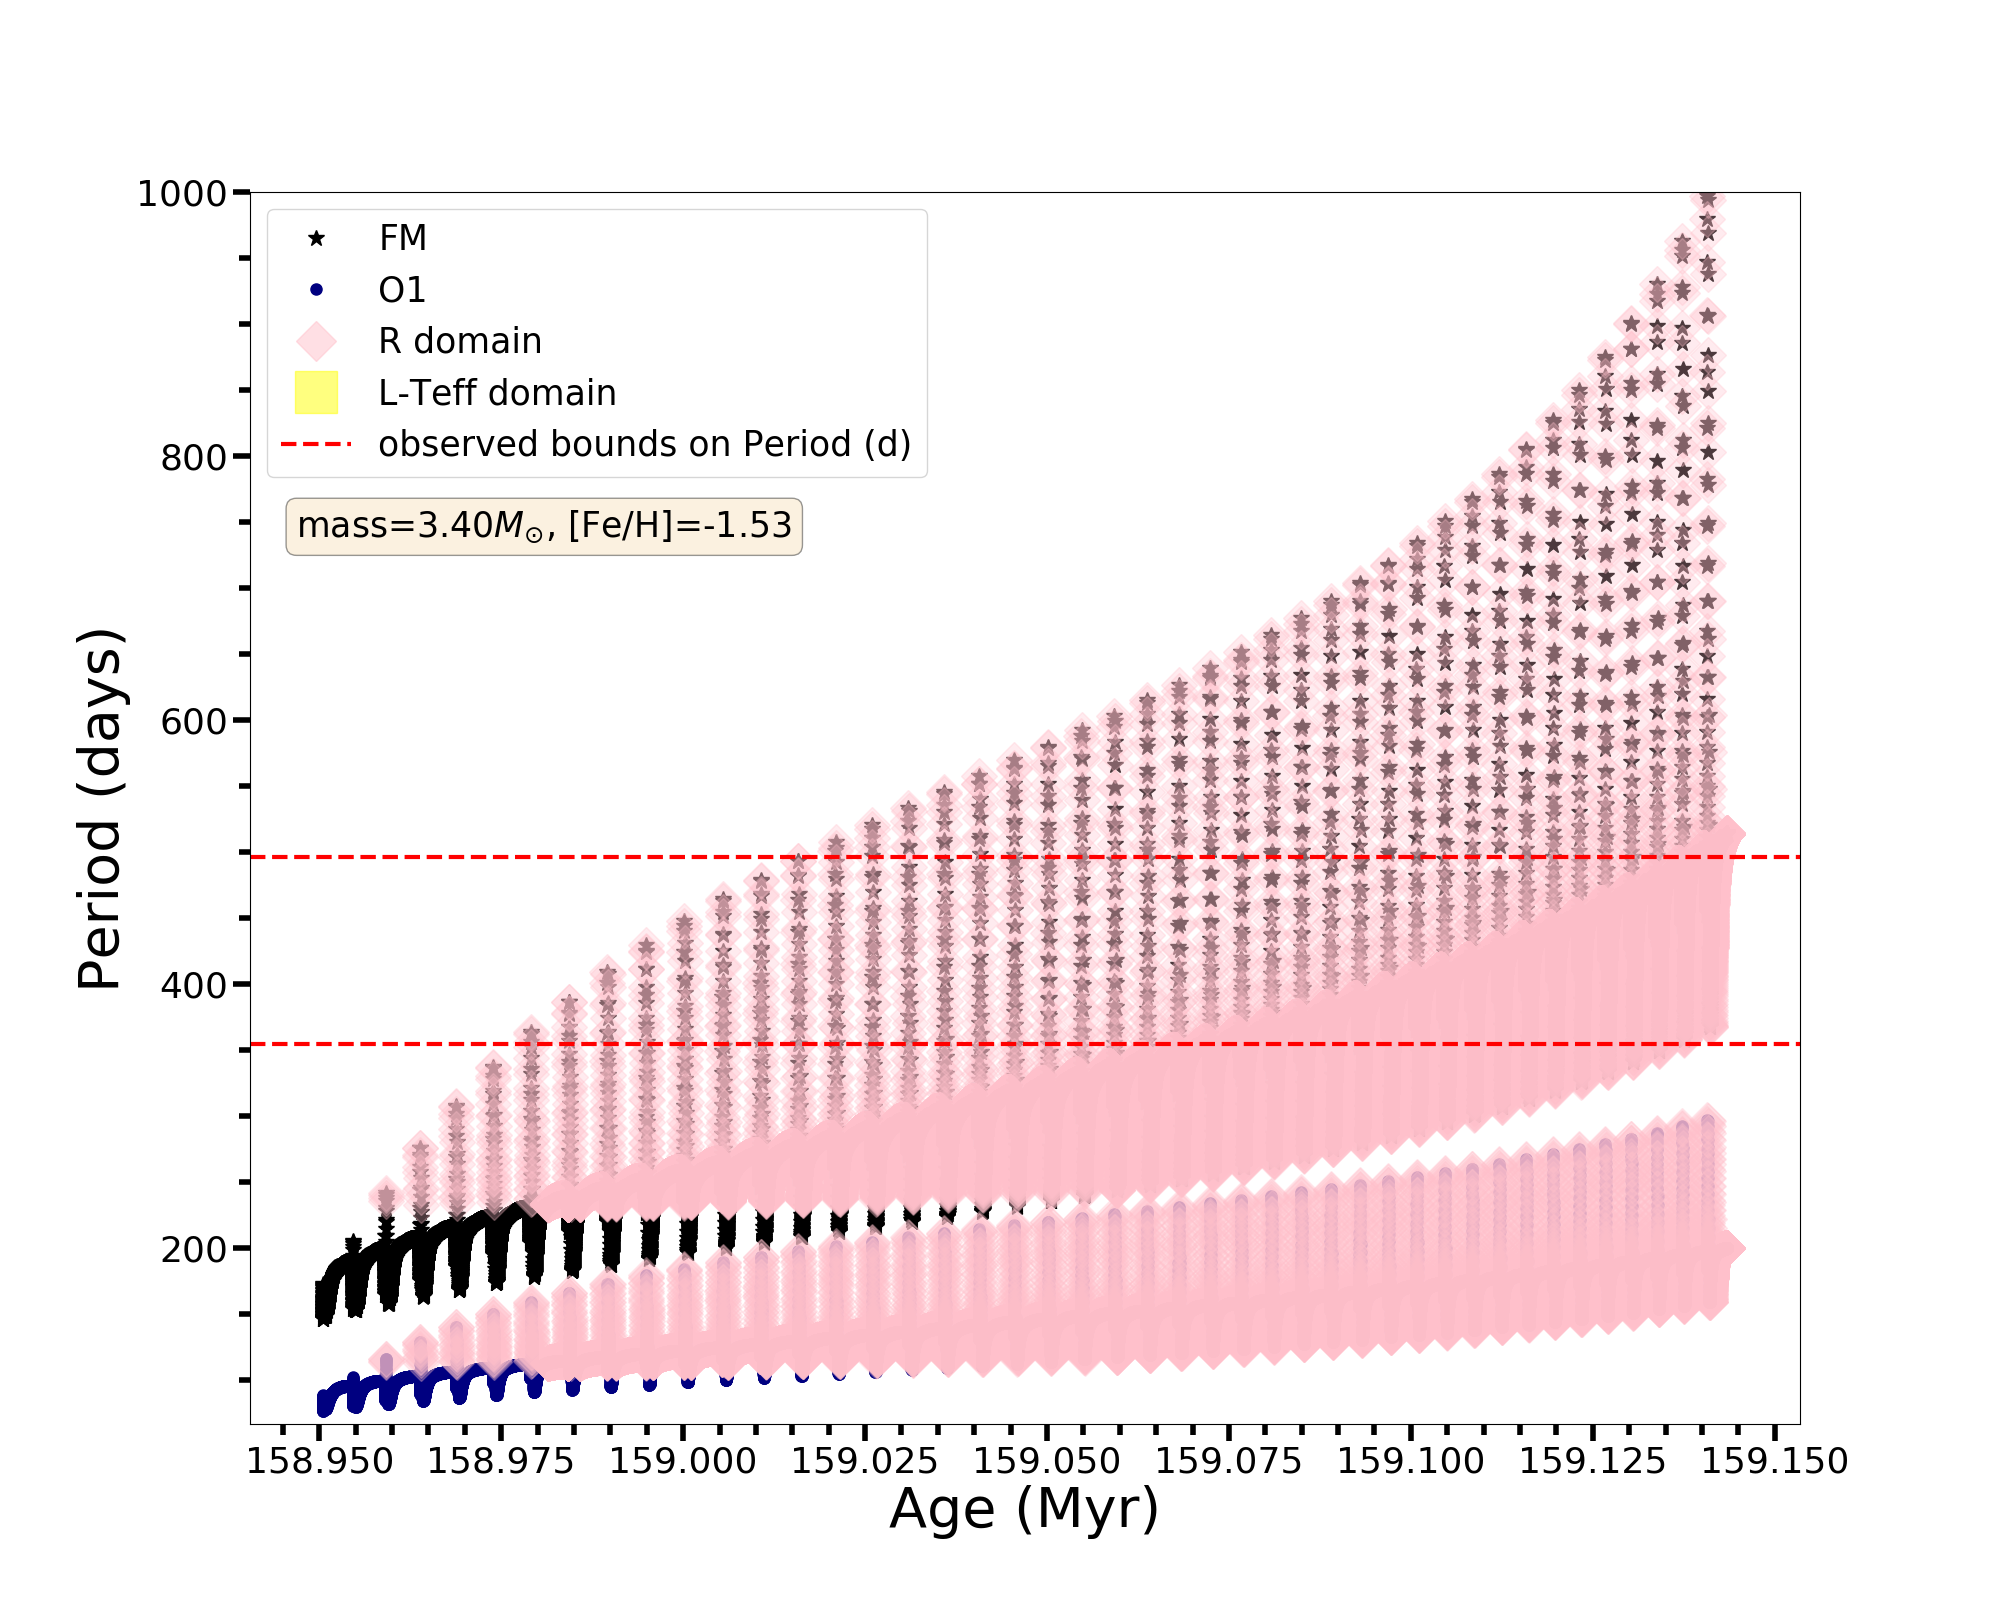 1000
800
600
400
200
Period (days)
FM
O1
R domain
L-Teff domain
observed bounds on Period (d)
mass=3.40M☉, [Fe/H]=-1.53
158.950 158.975 159.000 159.025 159.050 159.075 159.100 159.125 159.150
Age (Myr)